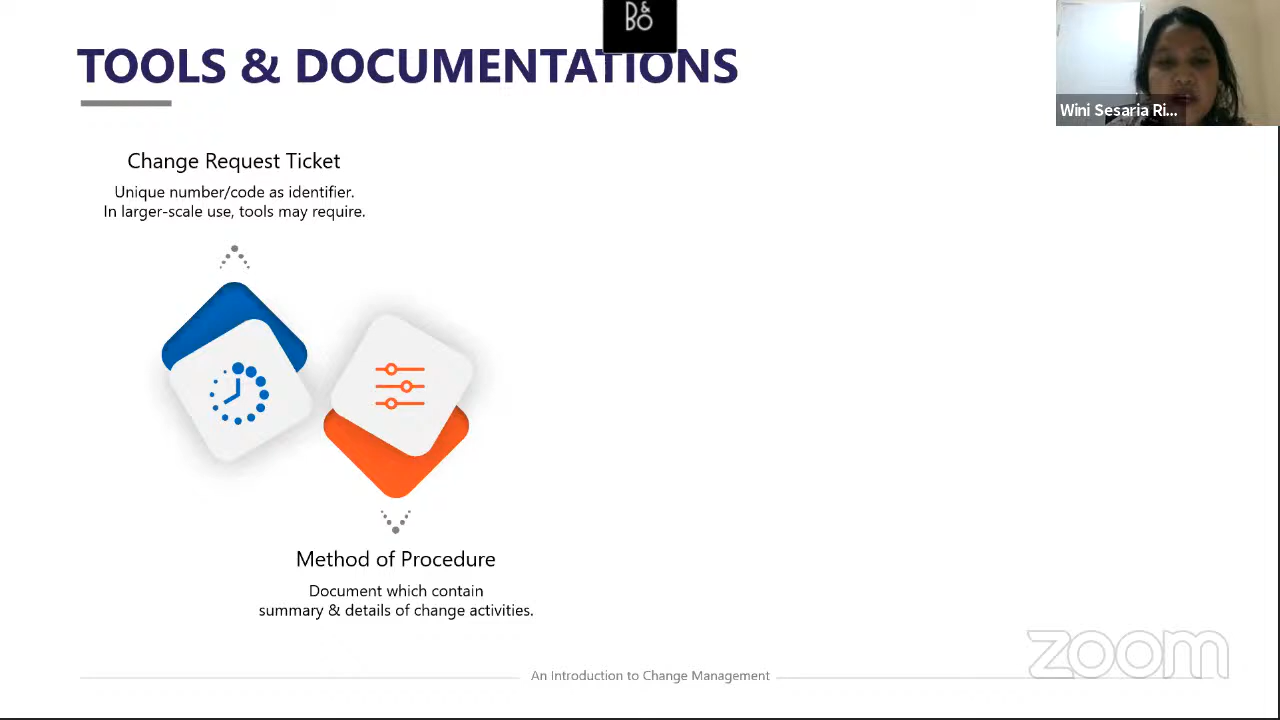 D&
BO
TOOLS & DOCUMENTATIONS
Wini Sesaria Ri...
Change Request Ticket
Unique number/code as identifier.
In larger-scale use, tools may require.
Method of Procedure
Document which contain
summary & details of change activities.
zoom
An Introduction to Change Management